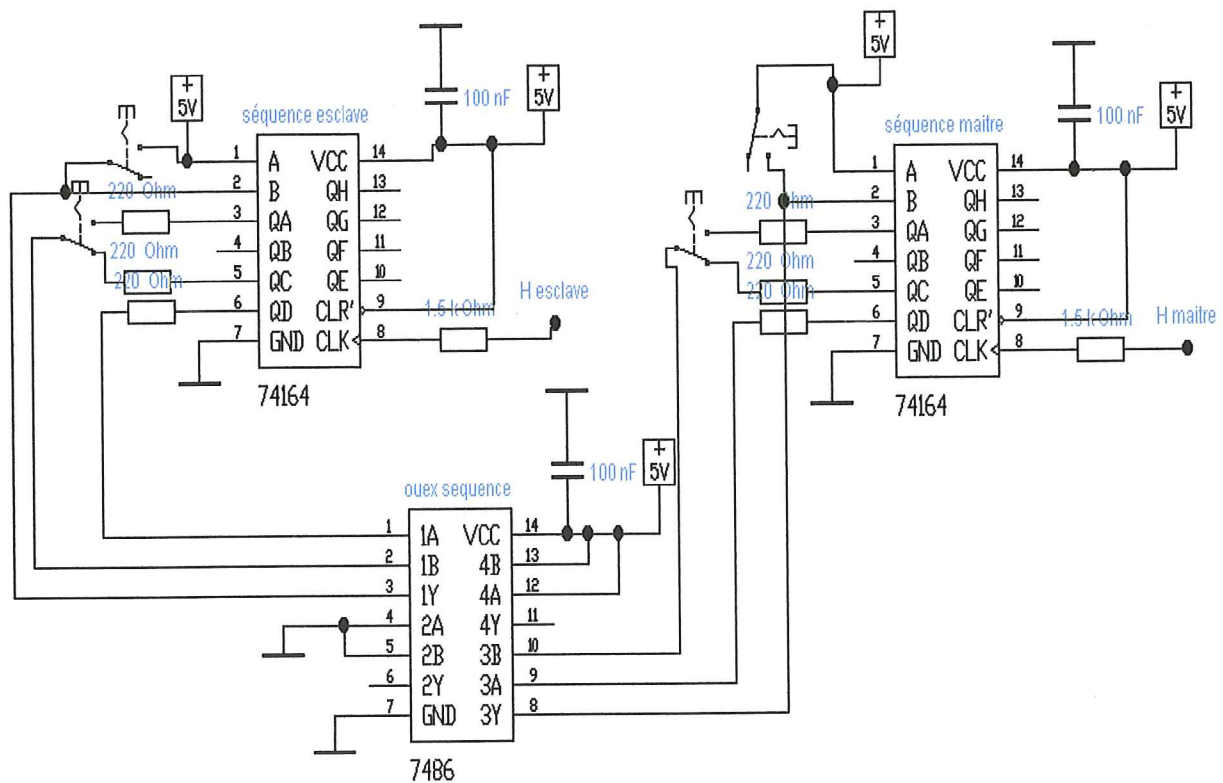 +
5V
100 nF
+
5V
séquence esclave
1 A VCC 14
2 B QH 13
3 QA QG 12
4 QB QF 11
5 QC QE 10
6 QD CLR' 9
7 GND CLK 8
74164
220 Ohm
220 Ohm
220 Ohm
1.5 k Ohm
H esclave
+
5V
100 nF
+
5V
séquence maitre
1 A VCC 14
2 B QH 13
3 QA QG 12
4 QB QF 11
5 QC QE 10
6 QD CLR' 9
7 GND CLK 8
74164
220 Ohm
220 Ohm
220 Ohm
1.5 k Ohm
H maitre
100 nF
+
5V
ouex sequence
1 1A VCC 14
2 1B 4B 13
3 1Y 4A 12
4 2A 4Y 11
5 2B 3B 10
6 2Y 3A 9
7 GND 3Y 8
7486